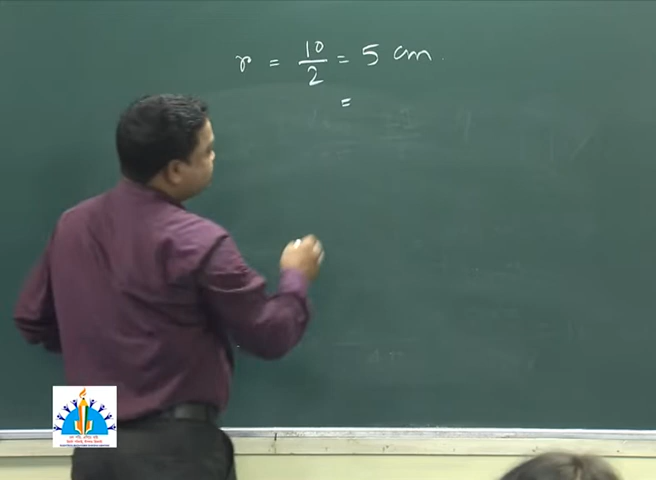 r = 10/2 = 5 cm
=